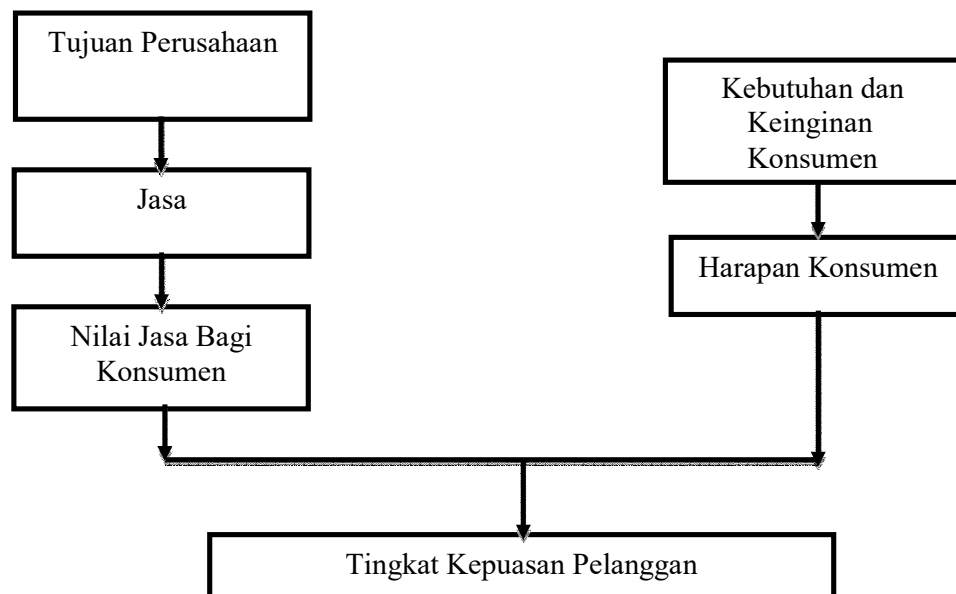 Tujuan Perusahaan
Jasa
Nilai Jasa Bagi
Konsumen
Kebutuhan dan
Keinginan
Konsumen
Harapan Konsumen
Tingkat Kepuasan Pelanggan